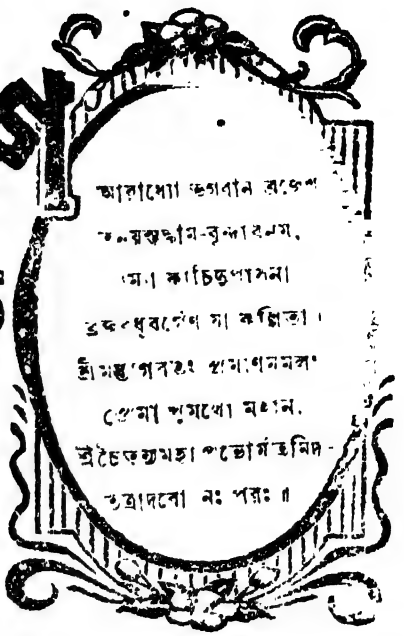 আরাধ্যো ভগবান ব্রজেশ
তনয়স্তদ্ধাম-বৃন্দাবনম,
রম্যা কাচিদুপাসনা
ব্রজবধূবর্গেণ যা কল্পিতা ।
শ্রীমদ্ভাগবতং প্রমাণমমলং
প্রেমা পুমর্থো মহান,
শ্রীচৈতন্যমহাপ্রভোর্মতমিদ-
তত্রাদরো নঃ পরঃ ॥